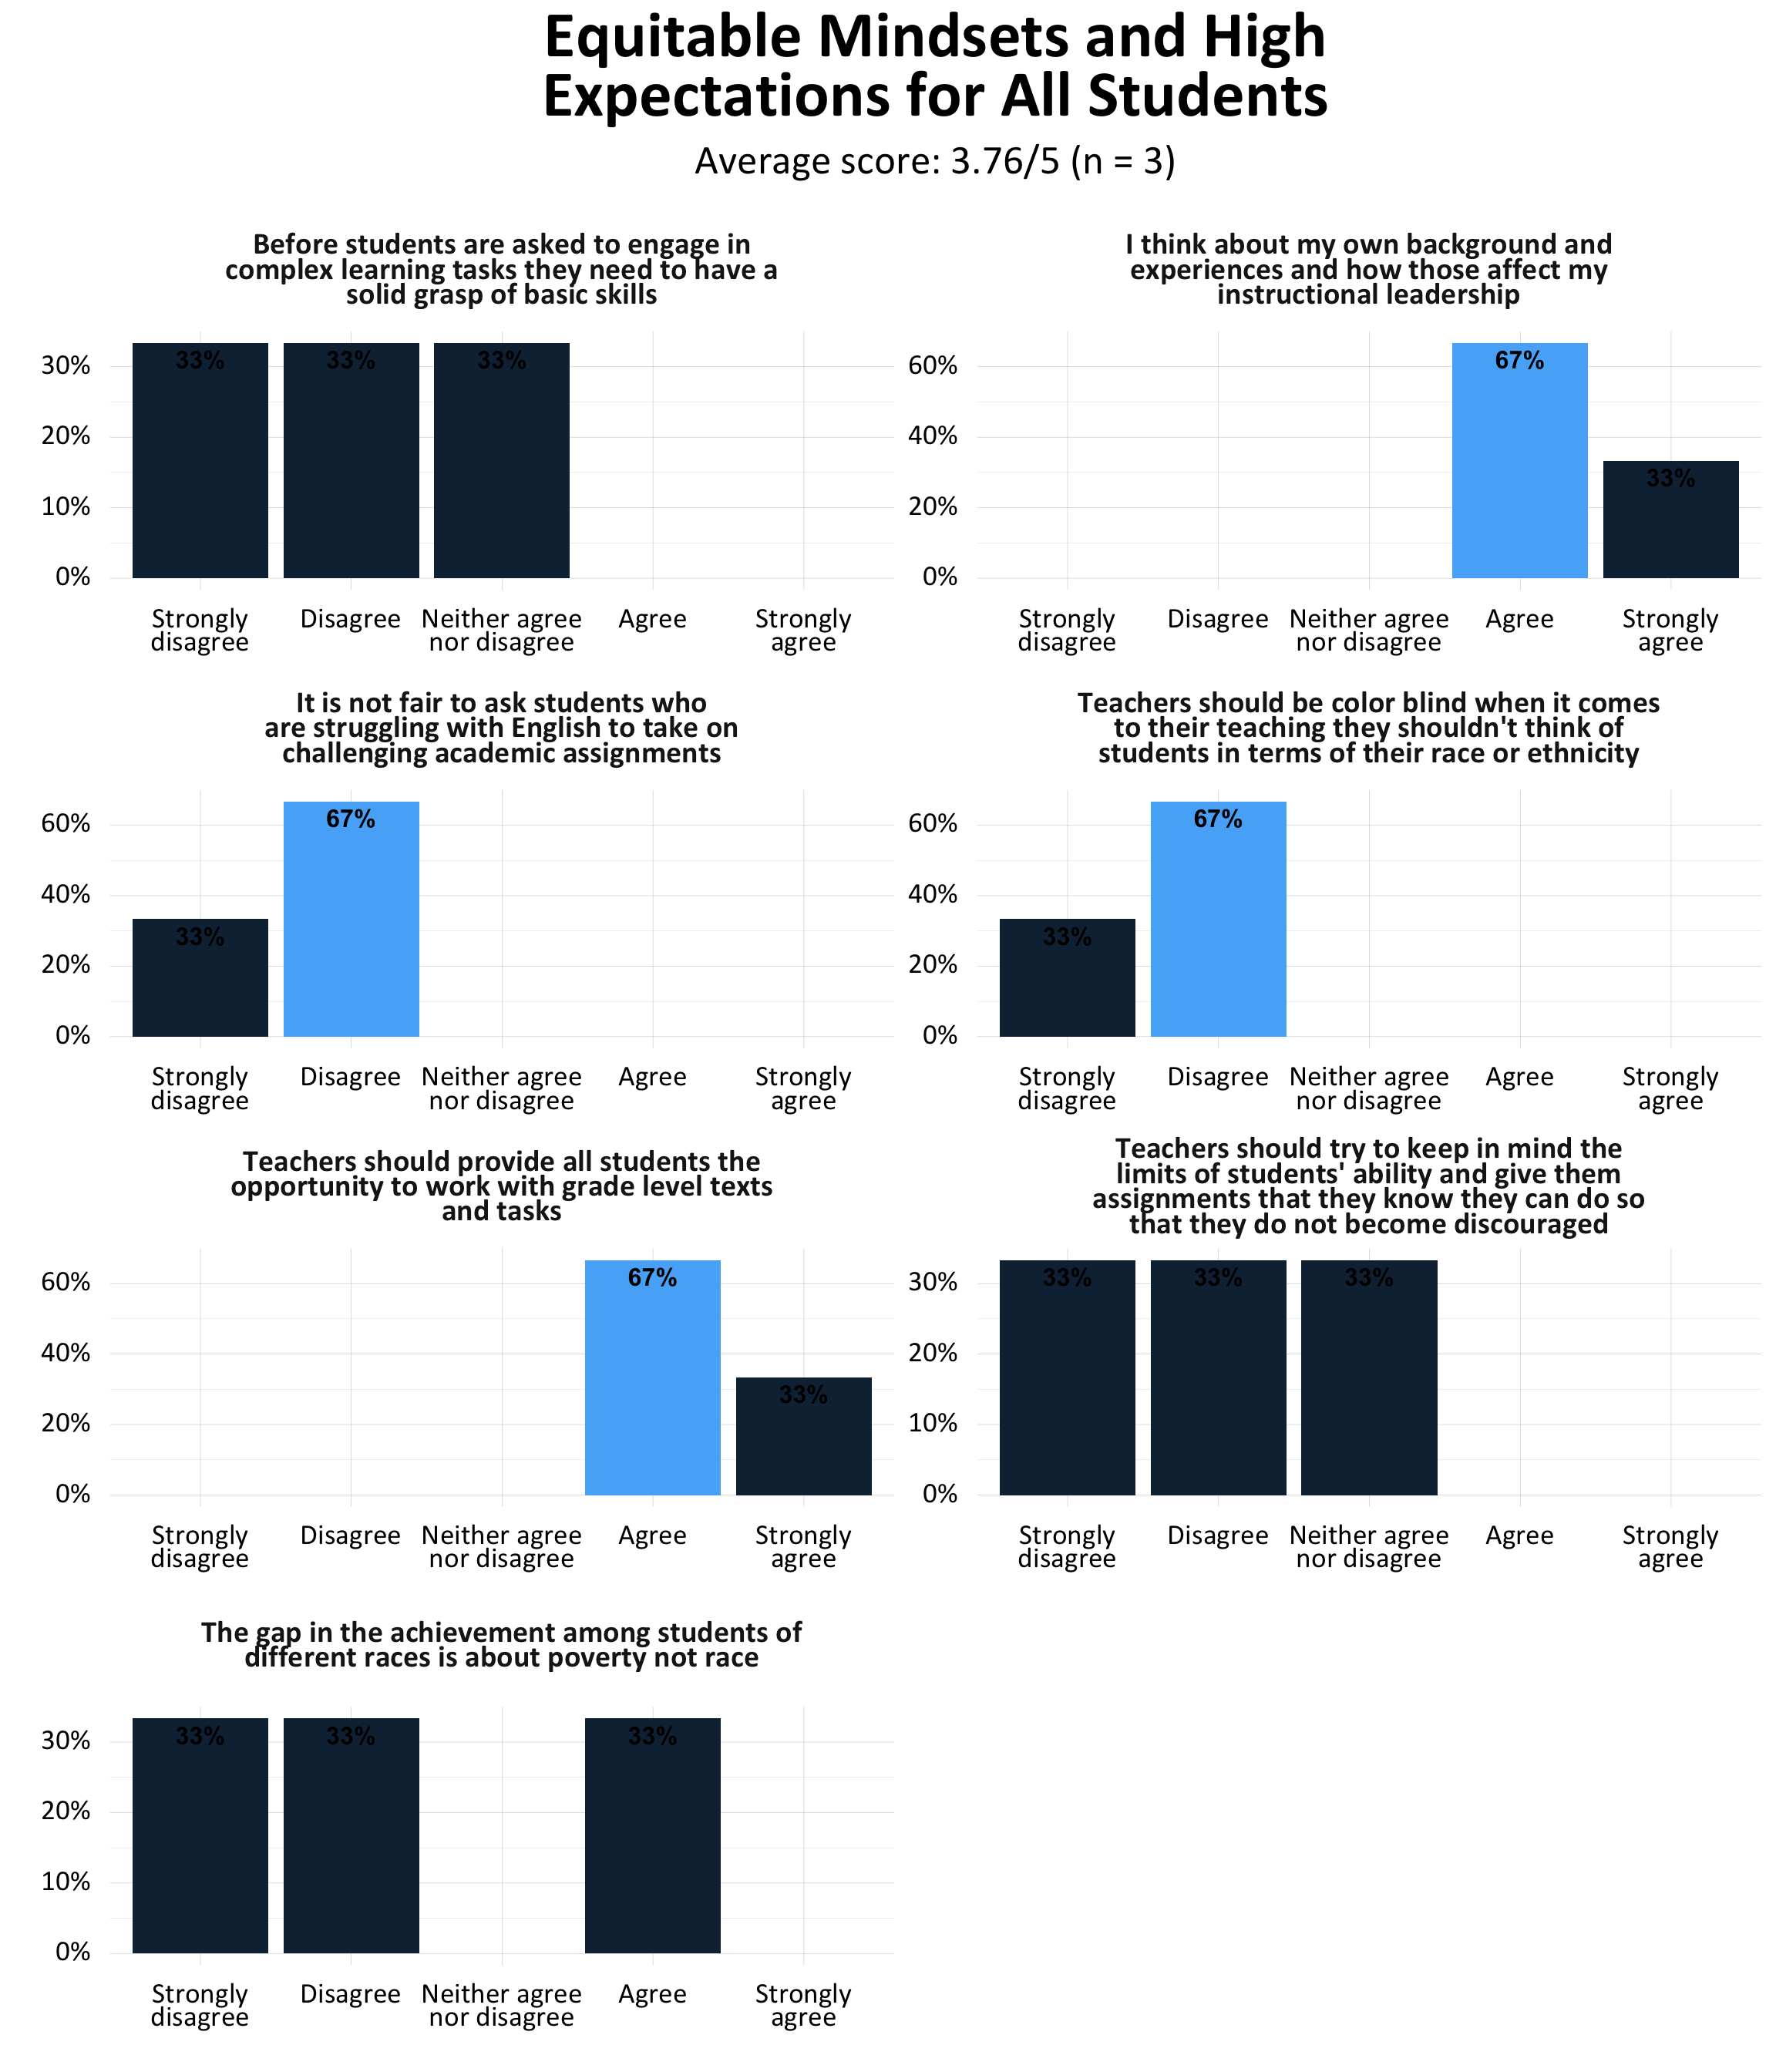 Equitable Mindsets and High
Expectations for All Students
Average score: 3.76/5 (n = 3)
Before students are asked to engage in
complex learning tasks they need to have a
solid grasp of basic skills
30%
20%
10%
0%
33%
33%
33%
Strongly
disagree
Disagree
Neither agree
nor disagree
Agree
Strongly
agree
I think about my own background and
experiences and how those affect my
instructional leadership
60%
40%
20%
0%
67%
33%
Strongly
disagree
Disagree
Neither agree
nor disagree
Agree
Strongly
agree
It is not fair to ask students who
are struggling with English to take on
challenging academic assignments
60%
40%
20%
0%
33%
67%
Strongly
disagree
Disagree
Neither agree
nor disagree
Agree
Strongly
agree
Teachers should be color blind when it comes
to their teaching they shouldn't think of
students in terms of their race or ethnicity
60%
40%
20%
0%
33%
67%
Strongly
disagree
Disagree
Neither agree
nor disagree
Agree
Strongly
agree
Teachers should provide all students the
opportunity to work with grade level texts
and tasks
60%
40%
20%
0%
67%
33%
Strongly
disagree
Disagree
Neither agree
nor disagree
Agree
Strongly
agree
Teachers should try to keep in mind the
limits of students' ability and give them
assignments that they know they can do so
that they do not become discouraged
30%
20%
10%
0%
33%
33%
33%
Strongly
disagree
Disagree
Neither agree
nor disagree
Agree
Strongly
agree
The gap in the achievement among students of
different races is about poverty not race
30%
20%
10%
0%
33%
33%
33%
Strongly
disagree
Disagree
Neither agree
nor disagree
Agree
Strongly
agree